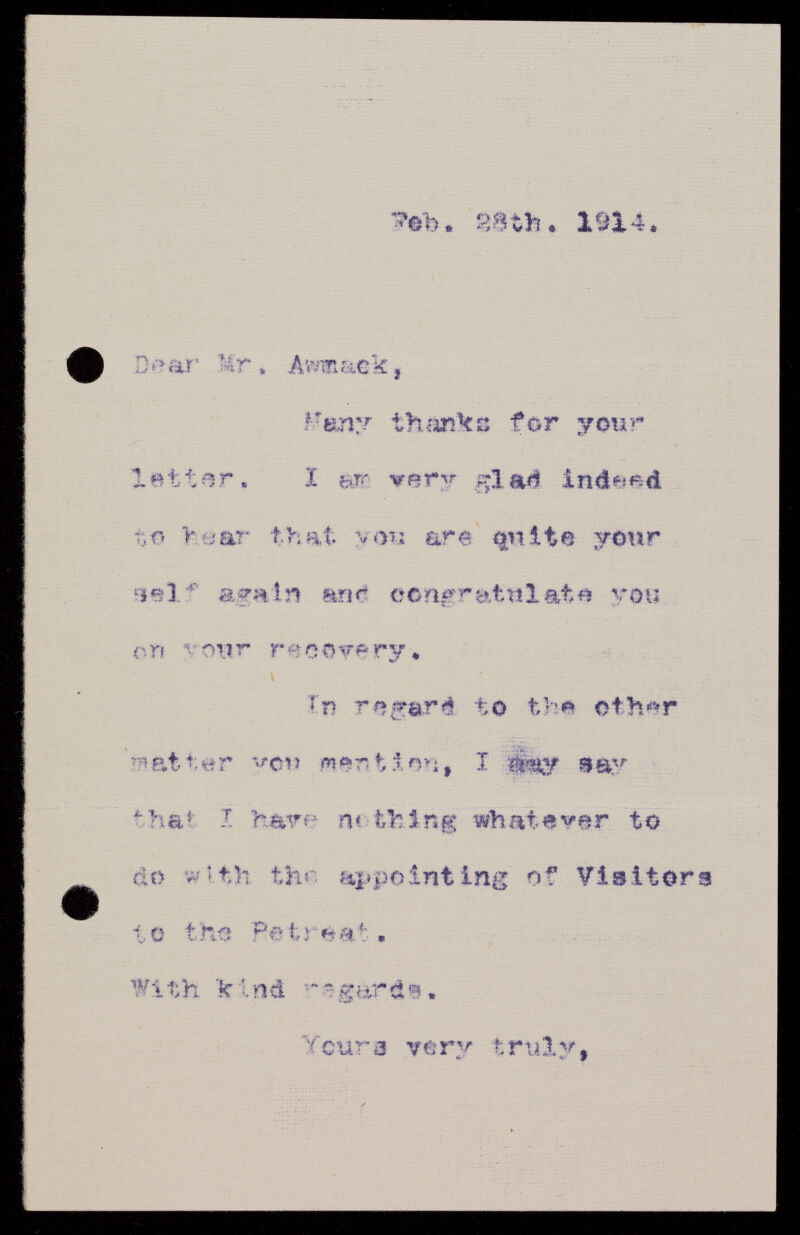 Feb. 28th. 1914.
Dear Mr. Awmack,
Many thanks for your
letter. I am very glad indeed
to hear that you are quite your
self again and congratulate you
on your recovery.
In regard to the other
matter you mention, I may say
that I have nothing whatever to
do with the appointing of Visitors
to the Retreat.
With kind regards.
Yours very truly,